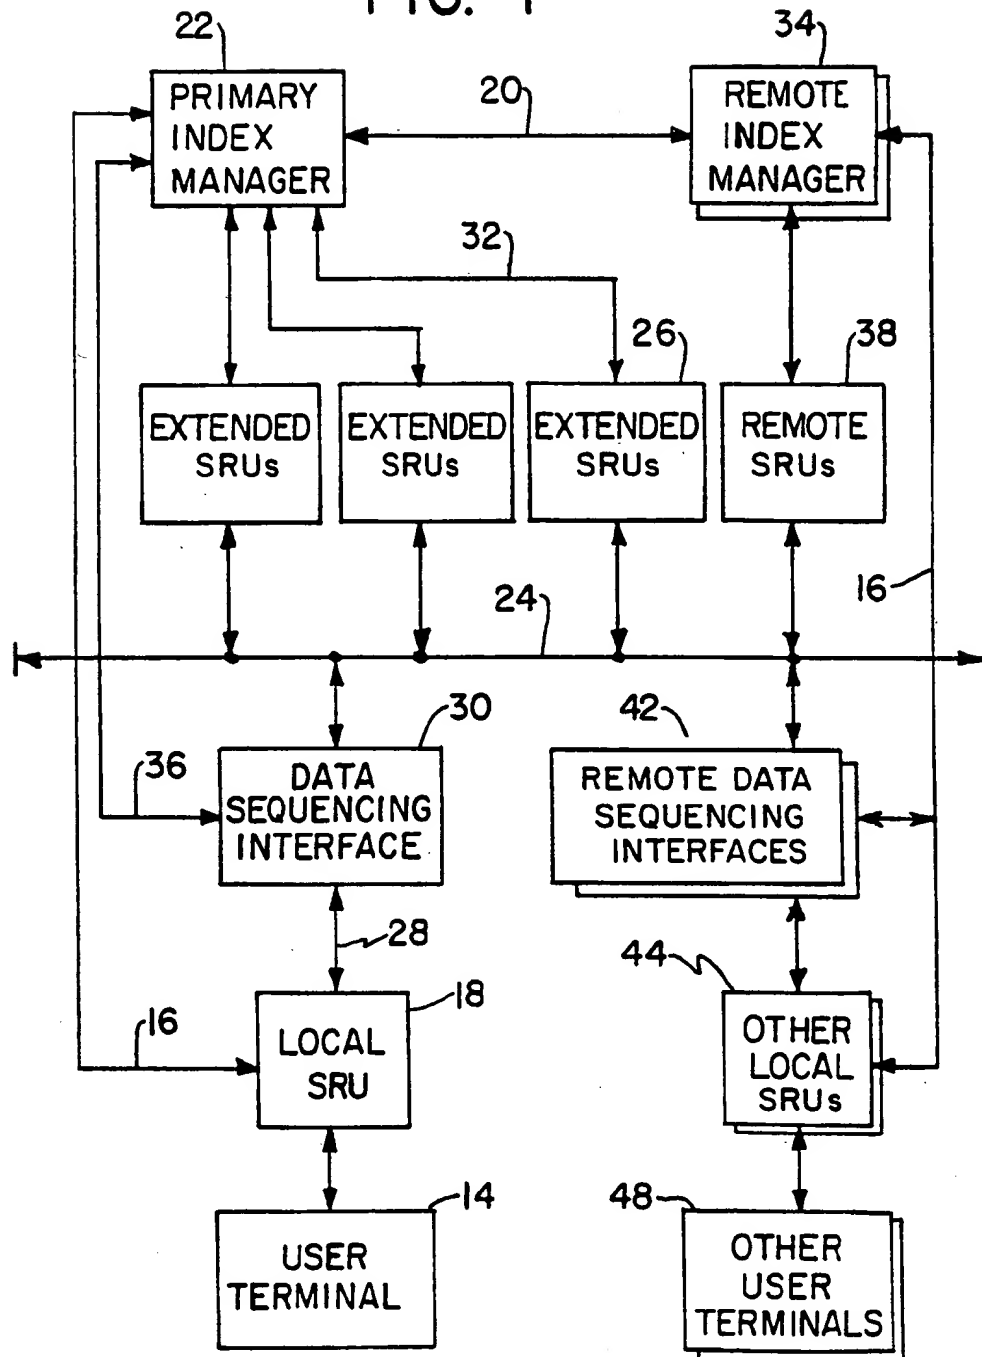 FIG. 1
22
34
PRIMARY
INDEX
MANAGER
20
REMOTE
INDEX
MANAGER
32
26
38
EXTENDED
SRUs
EXTENDED
SRUs
EXTENDED
SRUs
REMOTE
SRUs
16
24
30
42
36
DATA
SEQUENCING
INTERFACE
REMOTE DATA
SEQUENCING
INTERFACES
28
44
18
16
LOCAL
SRU
OTHER
LOCAL
SRUs
14
48
USER
TERMINAL
OTHER
USER
TERMINALS